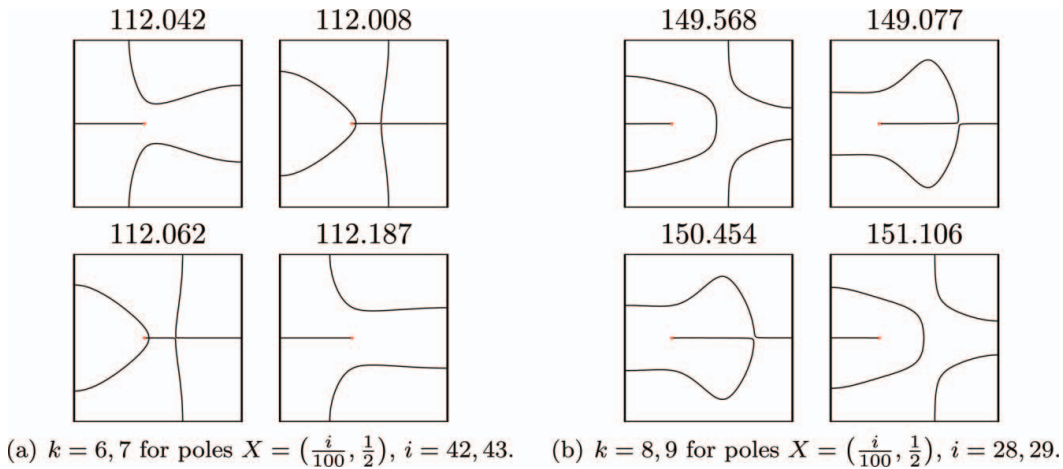 112.042 112.008 149.568 149.077
112.062 112.187 150.454 151.106
(a) k = 6, 7 for poles X = (i/100, 1/2), i = 42, 43. (b) k = 8, 9 for poles X = (i/100, 1/2), i = 28, 29.